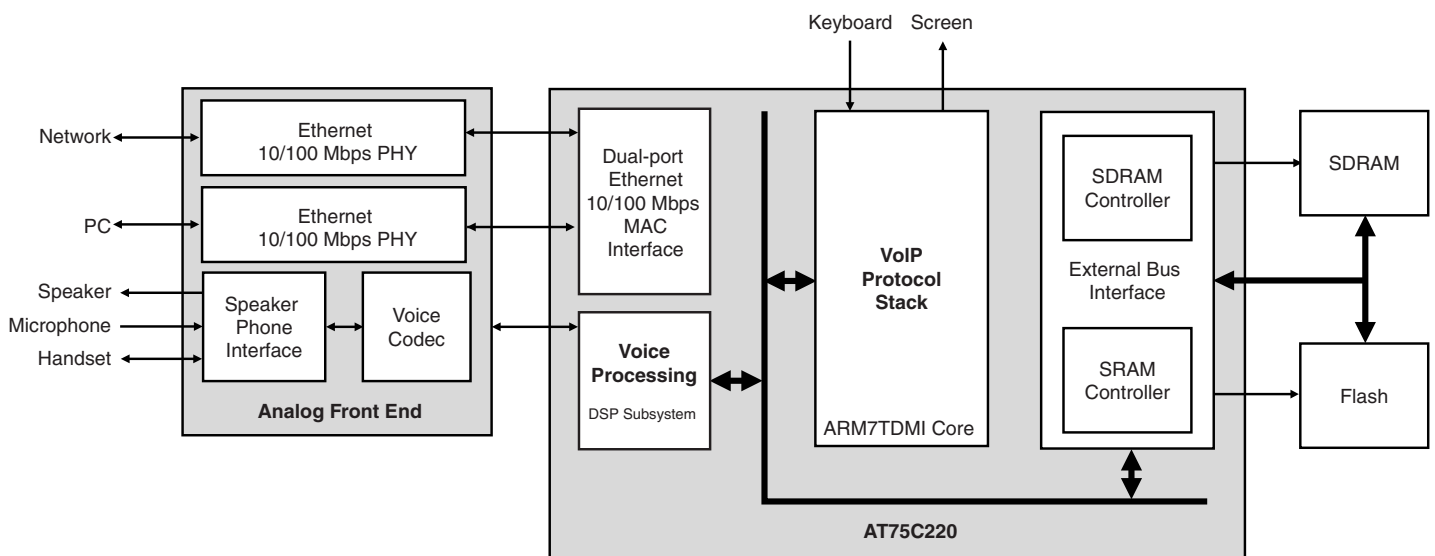 Keyboard
Screen
Network
PC
Speaker
Microphone
Handset
Ethernet
10/100 Mbps PHY
Ethernet
10/100 Mbps PHY
Speaker
Phone
Interface
Voice
Codec
Analog Front End
Dual-port
Ethernet
10/100 Mbps
MAC
Interface
Voice
Processing
DSP Subsystem
VoIP
Protocol
Stack
ARM7TDMI Core
SDRAM
Controller
External Bus
Interface
SRAM
Controller
AT75C220
SDRAM
Flash